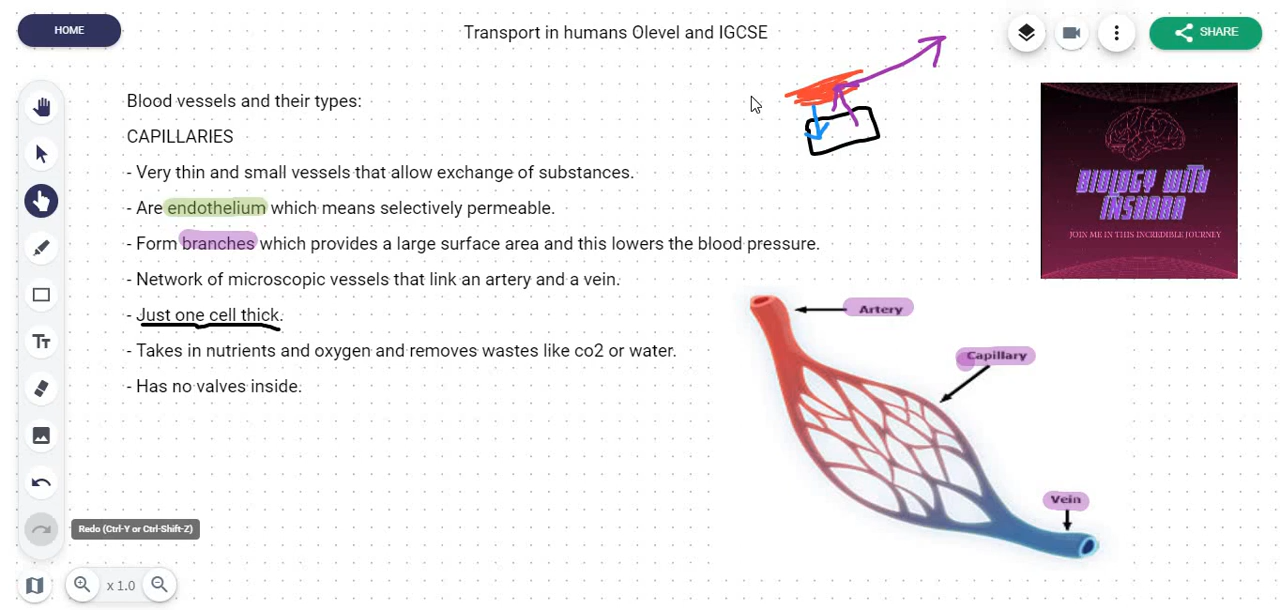 HOME
Transport in humans Olevel and IGCSE
SHARE
Blood vessels and their types:
CAPILLARIES
- Very thin and small vessels that allow exchange of substances.
- Are endothelium which means selectively permeable.
- Form branches which provides a large surface area and this lowers the blood pressure.
- Network of microscopic vessels that link an artery and a vein.
- Just one cell thick.
- Takes in nutrients and oxygen and removes wastes like co2 or water.
- Has no valves inside.
BIOLOGY WITH
INSHARA
JOIN ME IN THIS INCREDIBLE JOURNEY
Artery
Capillary
Vein
Tт
Redo (Ctrl-Y or Ctrl-Shift-Z)
x 1.0